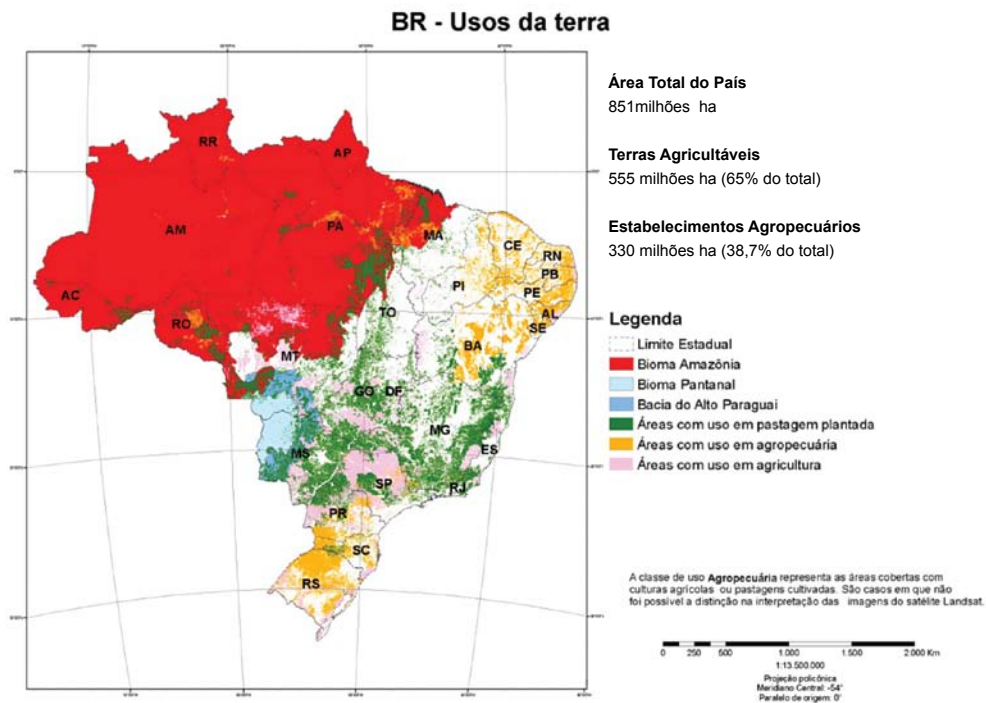 BR - Usos da terra
Área Total do País
851milhões ha
Terras Agricultáveis
555 milhões ha (65% do total)
Estabelecimentos Agropecuários
330 milhões ha (38,7% do total)
RR
AP
AM
PA
MA
CE
RN
PB
PE
PI
AL
SE
AC
RO
TO
BA
MT
GO
DF
MG
ES
MS
SP
RJ
PR
SC
RS
Legenda
Limite Estadual
Bioma Amazônia
Bioma Pantanal
Bacia do Alto Paraguai
Áreas com uso em pastagem plantada
Áreas com uso em agropecuária
Áreas com uso em agricultura
A classe de uso Agropecuária representa as áreas cobertas com
culturas agrícolas ou pastagens cultivadas. São casos em que não
foi possível a distinção na interpretação das imagens do satélite Landsat.
0 250 500 1.000 1.500 2.000 Km
1:13.500.000
Projeção policônica
Meridiano Central: -54°
Paralelo de origem: 0°